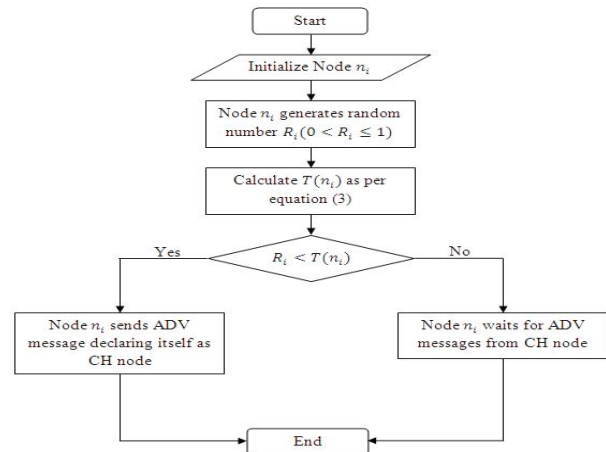 Start
Initialize Node nᵢ
Node nᵢ generates random
number Rᵢ(0 < Rᵢ ≤ 1)
Calculate T(nᵢ) as per
equation (3)
Yes
Rᵢ < T(nᵢ)
No
Node nᵢ sends ADV
message declaring itself as
CH node
Node nᵢ waits for ADV
messages from CH node
End